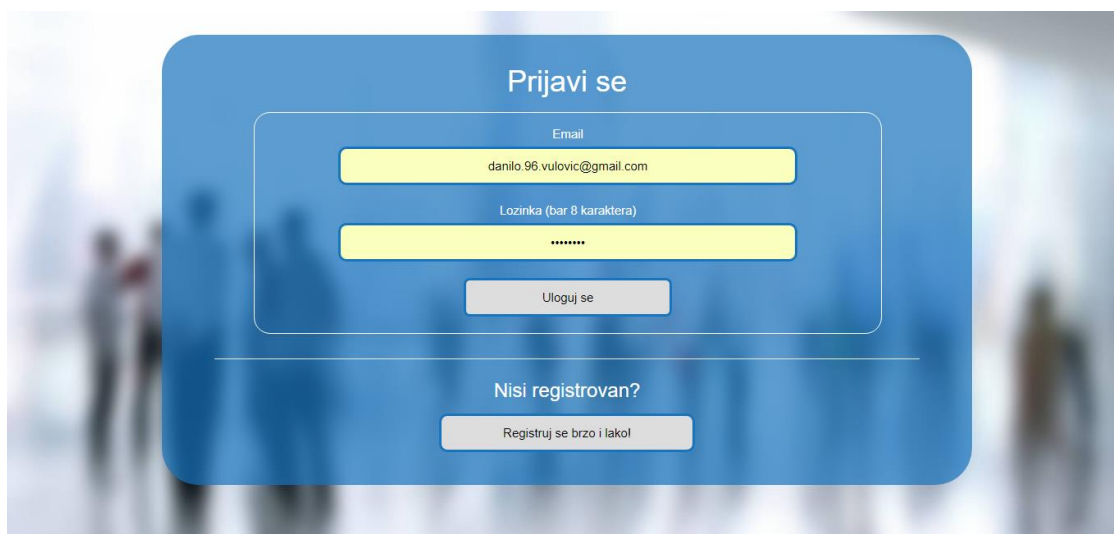 Prijavi se
Email
danilo.96.vulovic@gmail.com
Lozinka (bar 8 karaktera)
••••••••
Uloguj se
Nisi registrovan?
Registruj se brzo i lako!